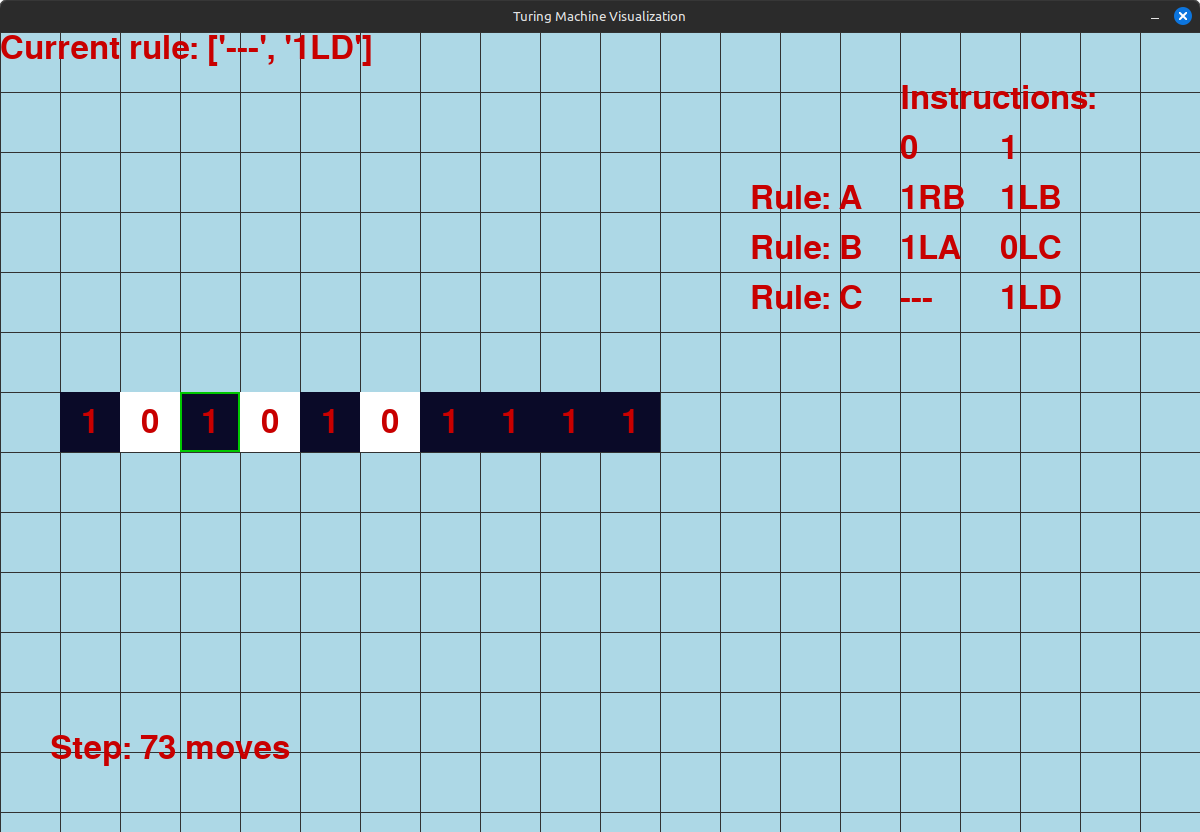 Turing Machine Visualization
Current rule: ['---', '1LD']
Instructions:
0 1
Rule: A 1RB 1LB
Rule: B 1LA 0LC
Rule: C --- 1LD
1 0 1 0 1 0 1 1 1 1
Step: 73 moves